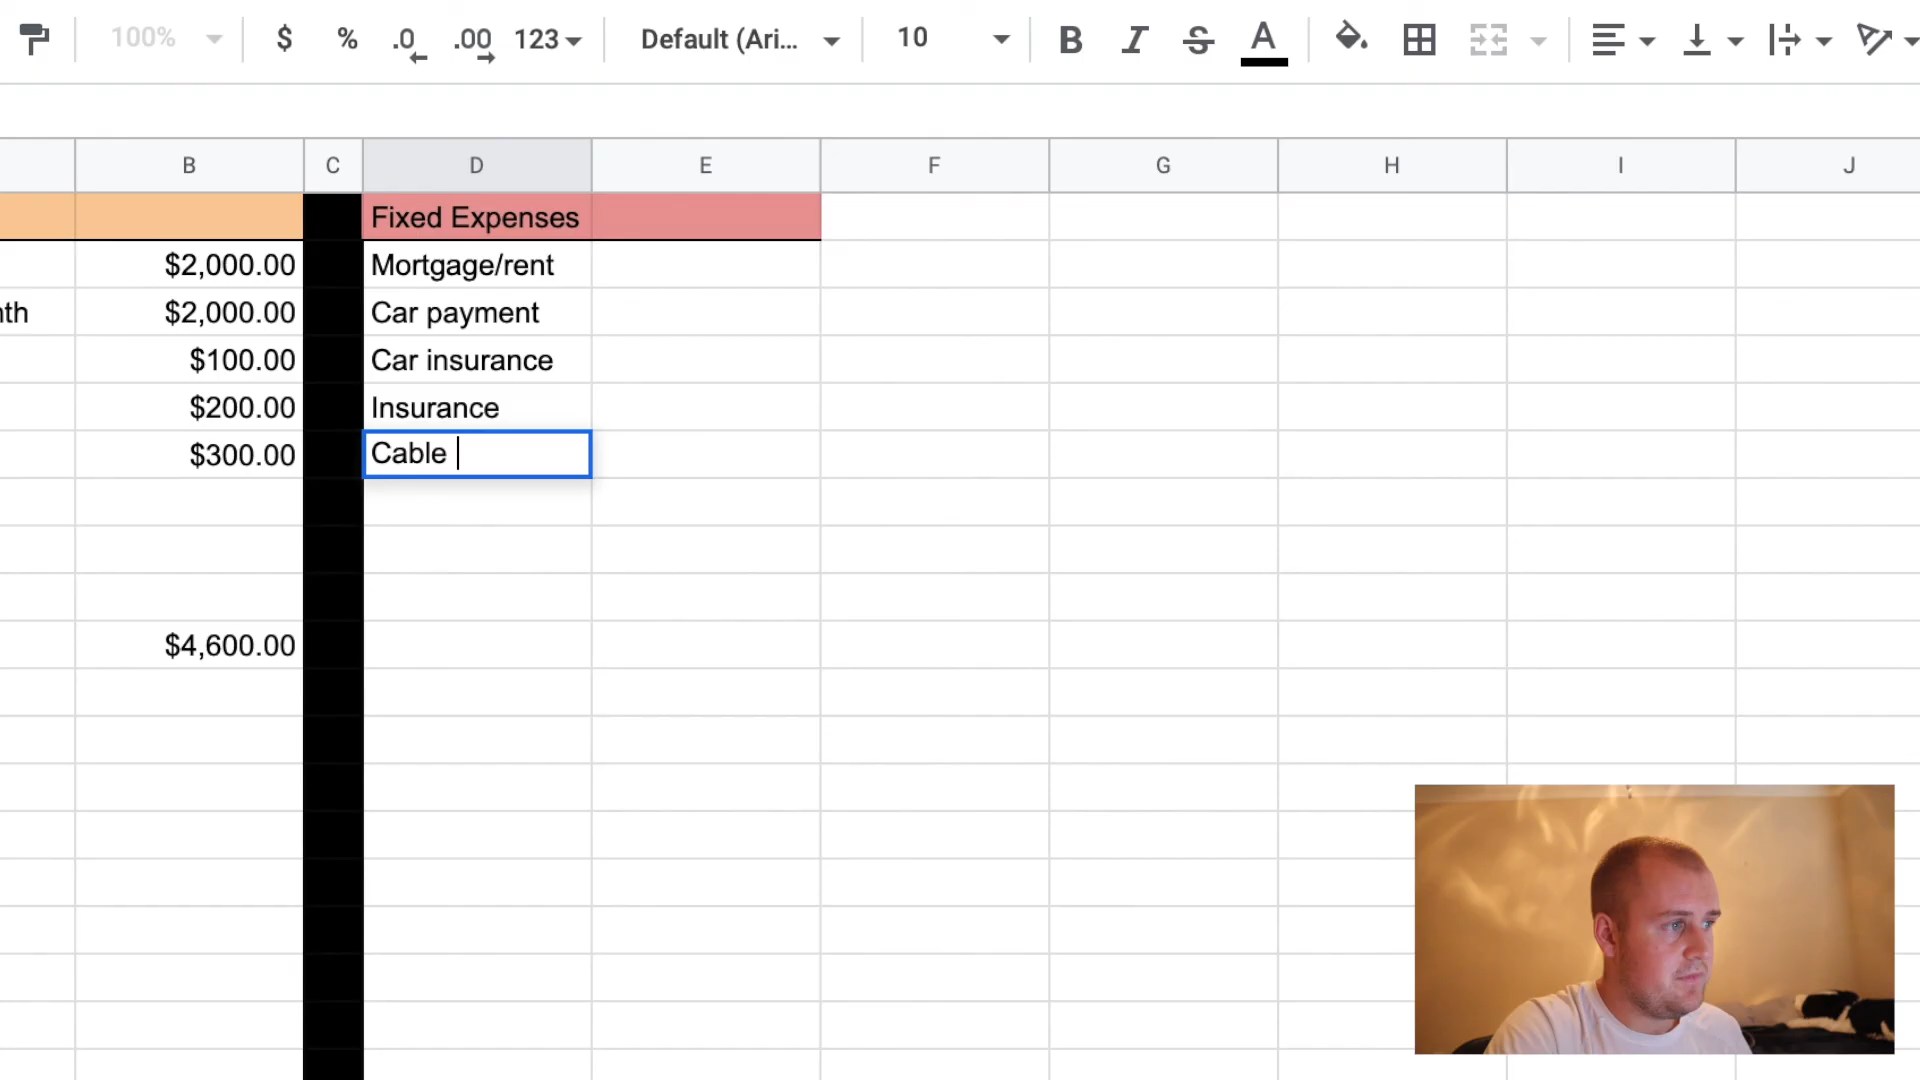 100% $ % .0 .00 123 Default (Ari... 10 B I S A
B C D E F G H I J
Fixed Expenses
$2,000.00 Mortgage/rent
nth $2,000.00 Car payment
$100.00 Car insurance
$200.00 Insurance
$300.00 Cable
$4,600.00